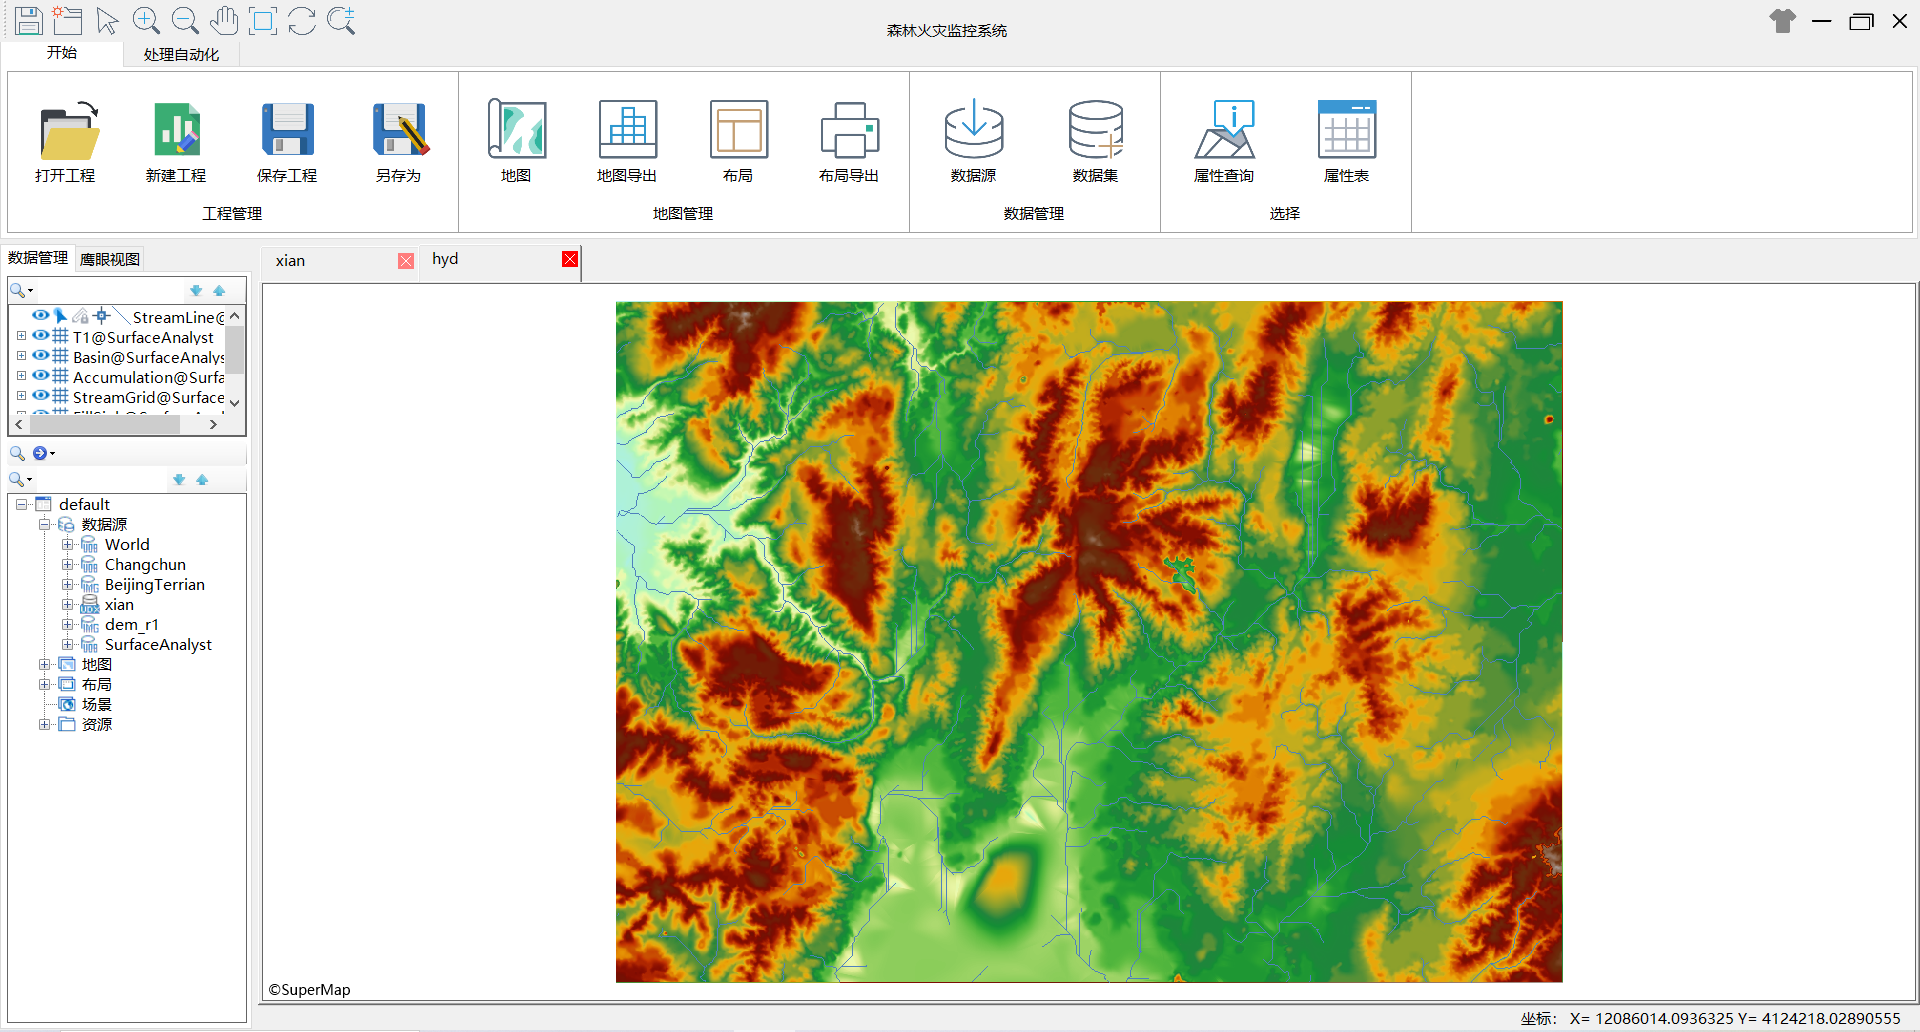 森林火灾监控系统
开始
处理自动化
打开工程
新建工程
保存工程
另存为
工程管理
地图
地图导出
布局
布局导出
地图管理
数据源
数据集
数据管理
属性查询
属性表
选择
数据管理
鹰眼视图
xian
hyd
StreamLine@
T1@SurfaceAnalyst
Basin@SurfaceAnalys
Accumulation@Surfa
StreamGrid@Surface
default
数据源
World
Changchun
BeijingTerrian
xian
dem_r1
SurfaceAnalyst
地图
布局
场景
资源
©SuperMap
坐标: X= 12086014.0936325 Y= 4124218.02890555